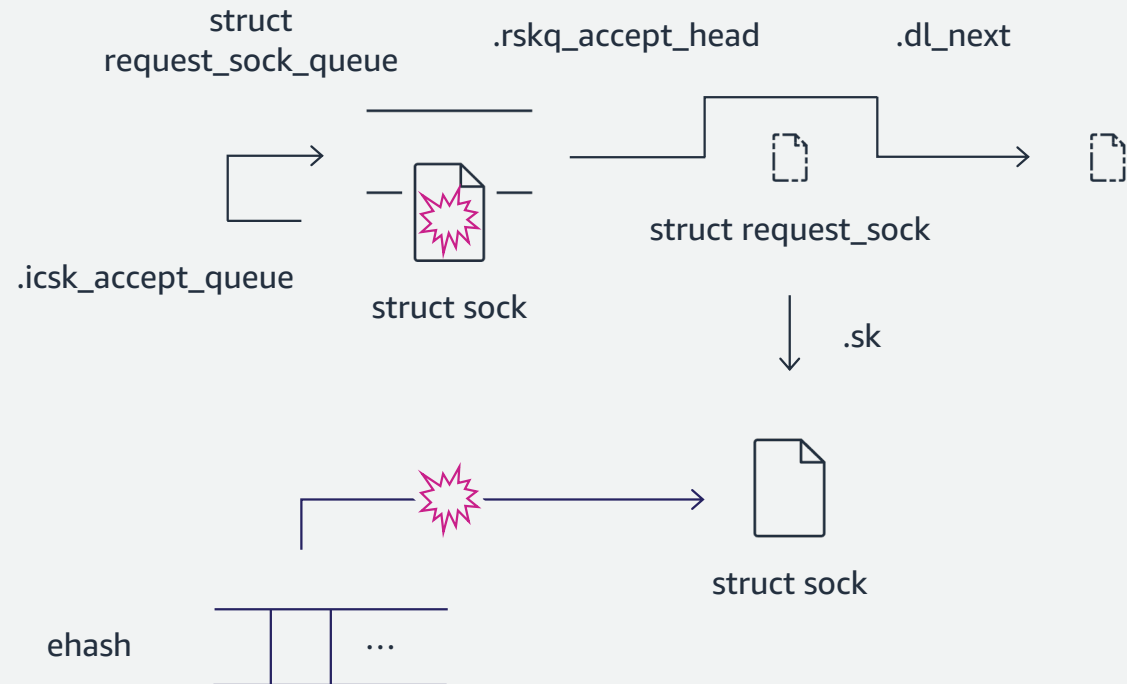 struct
request_sock_queue
.rskq_accept_head
.dl_next
struct request_sock
.icsk_accept_queue
struct sock
.sk
struct sock
ehash
...